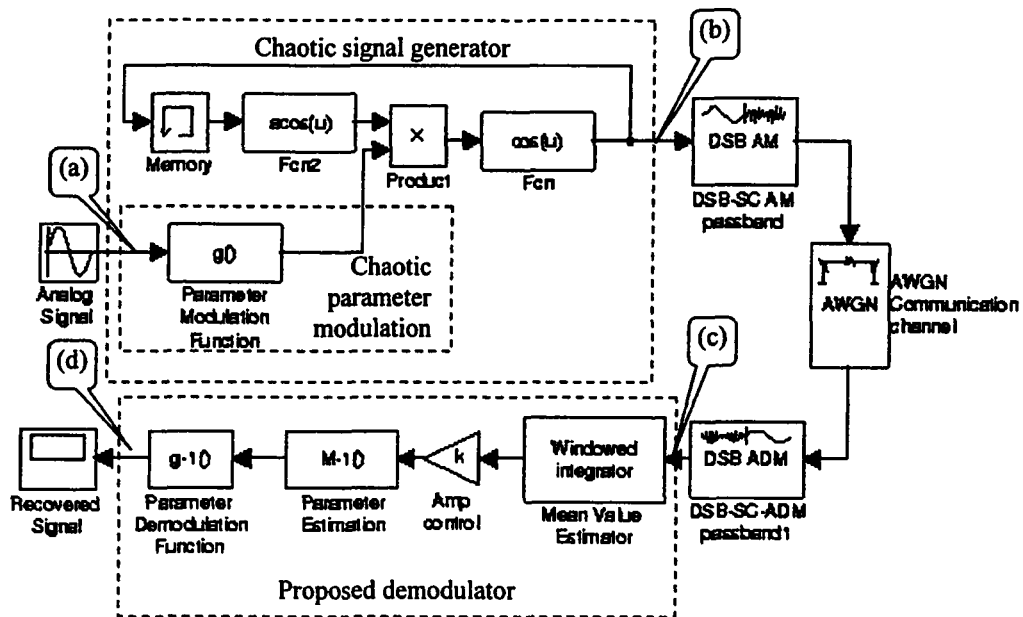 Chaotic signal generator
(b)
acos(u)
×
cos(u)
Memory
Fcn2
Product
Fcn
DSB AM
DSB-SC AM
passband
(a)
g()
Analog
Signal
Parameter
Modulation
Function
Chaotic
parameter
modulation
AWGN
AWGN
Communication
channel
(d)
(c)
g-1()
M-1()
k
Windowed
integrator
DSB ADM
Recovered
Signal
Parameter
Demodulation
Function
Parameter
Estimation
Amp
control
Mean Value
Estimator
DSB-SC-ADM
passband1
Proposed demodulator